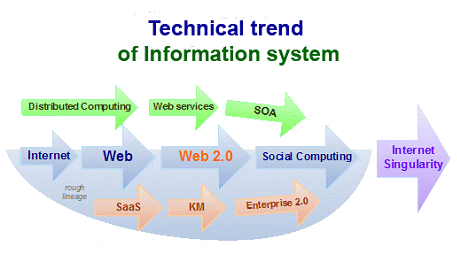 Technical trend
of Information system
Distributed Computing
Web services
SOA
Internet
Web
Web 2.0
Social Computing
Internet
Singularity
rough
lineage
SaaS
KM
Enterprise 2.0